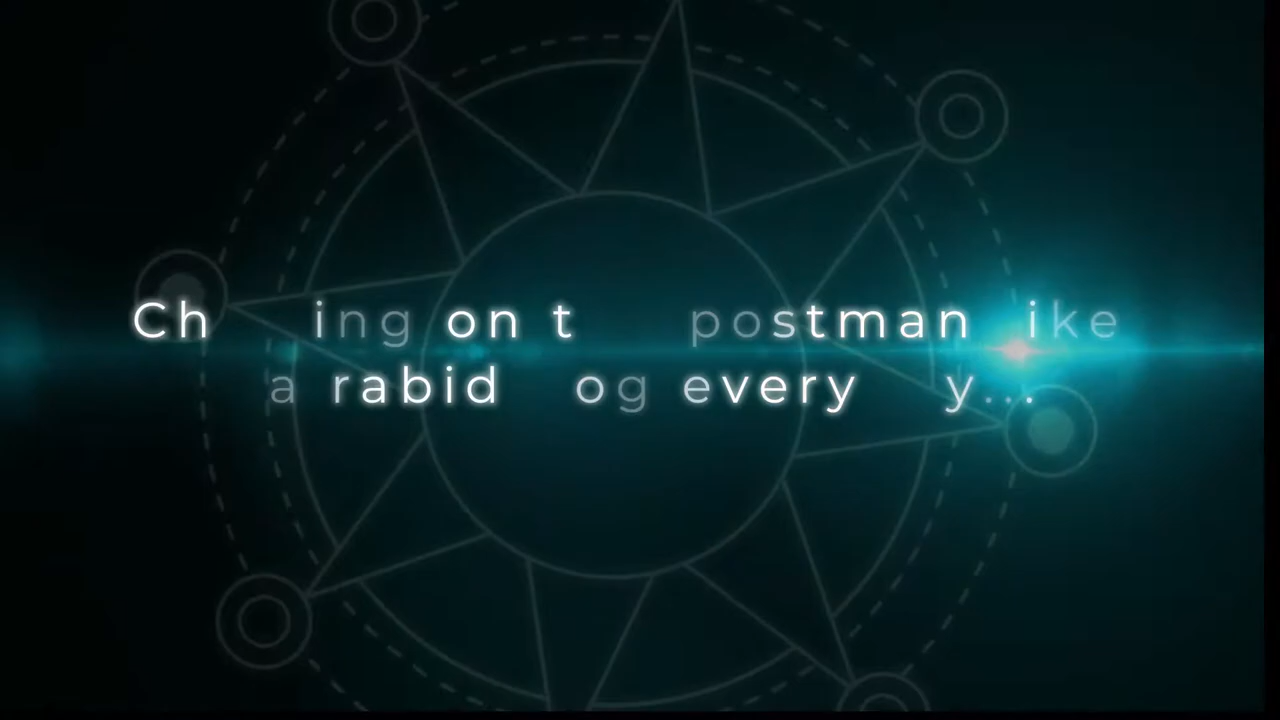 Ch ing on t postman ike
a rabid og every y...